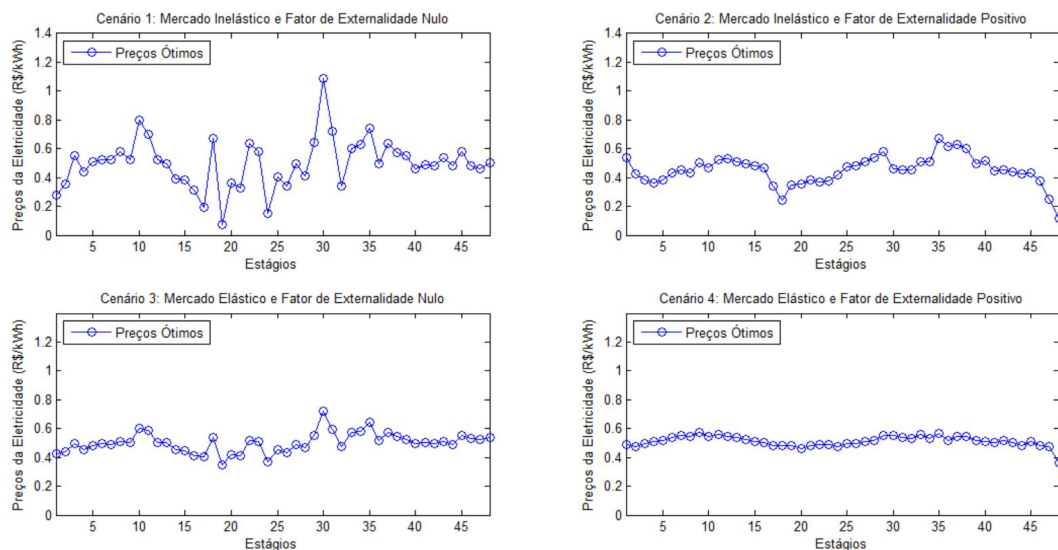 Cenário 1: Mercado Inelástico e Fator de Externalidade Nulo
Preços da Eletricidade (R$/kWh)
1.4
1.2
1
0.8
0.6
0.4
0.2
0
Preços Ótimos
5 10 15 20 25 30 35 40 45
Estágios
Cenário 2: Mercado Inelástico e Fator de Externalidade Positivo
Preços da Eletricidade (R$/kWh)
1.4
1.2
1
0.8
0.6
0.4
0.2
0
Preços Ótimos
5 10 15 20 25 30 35 40 45
Estágios
Cenário 3: Mercado Elástico e Fator de Externalidade Nulo
Preços da Eletricidade (R$/kWh)
1.2
1
0.8
0.6
0.4
0.2
0
Preços Ótimos
5 10 15 20 25 30 35 40 45
Estágios
Cenário 4: Mercado Elástico e Fator de Externalidade Positivo
Preços da Eletricidade (R$/kWh)
1.2
1
0.8
0.6
0.4
0.2
0
Preços Ótimos
5 10 15 20 25 30 35 40 45
Estágios